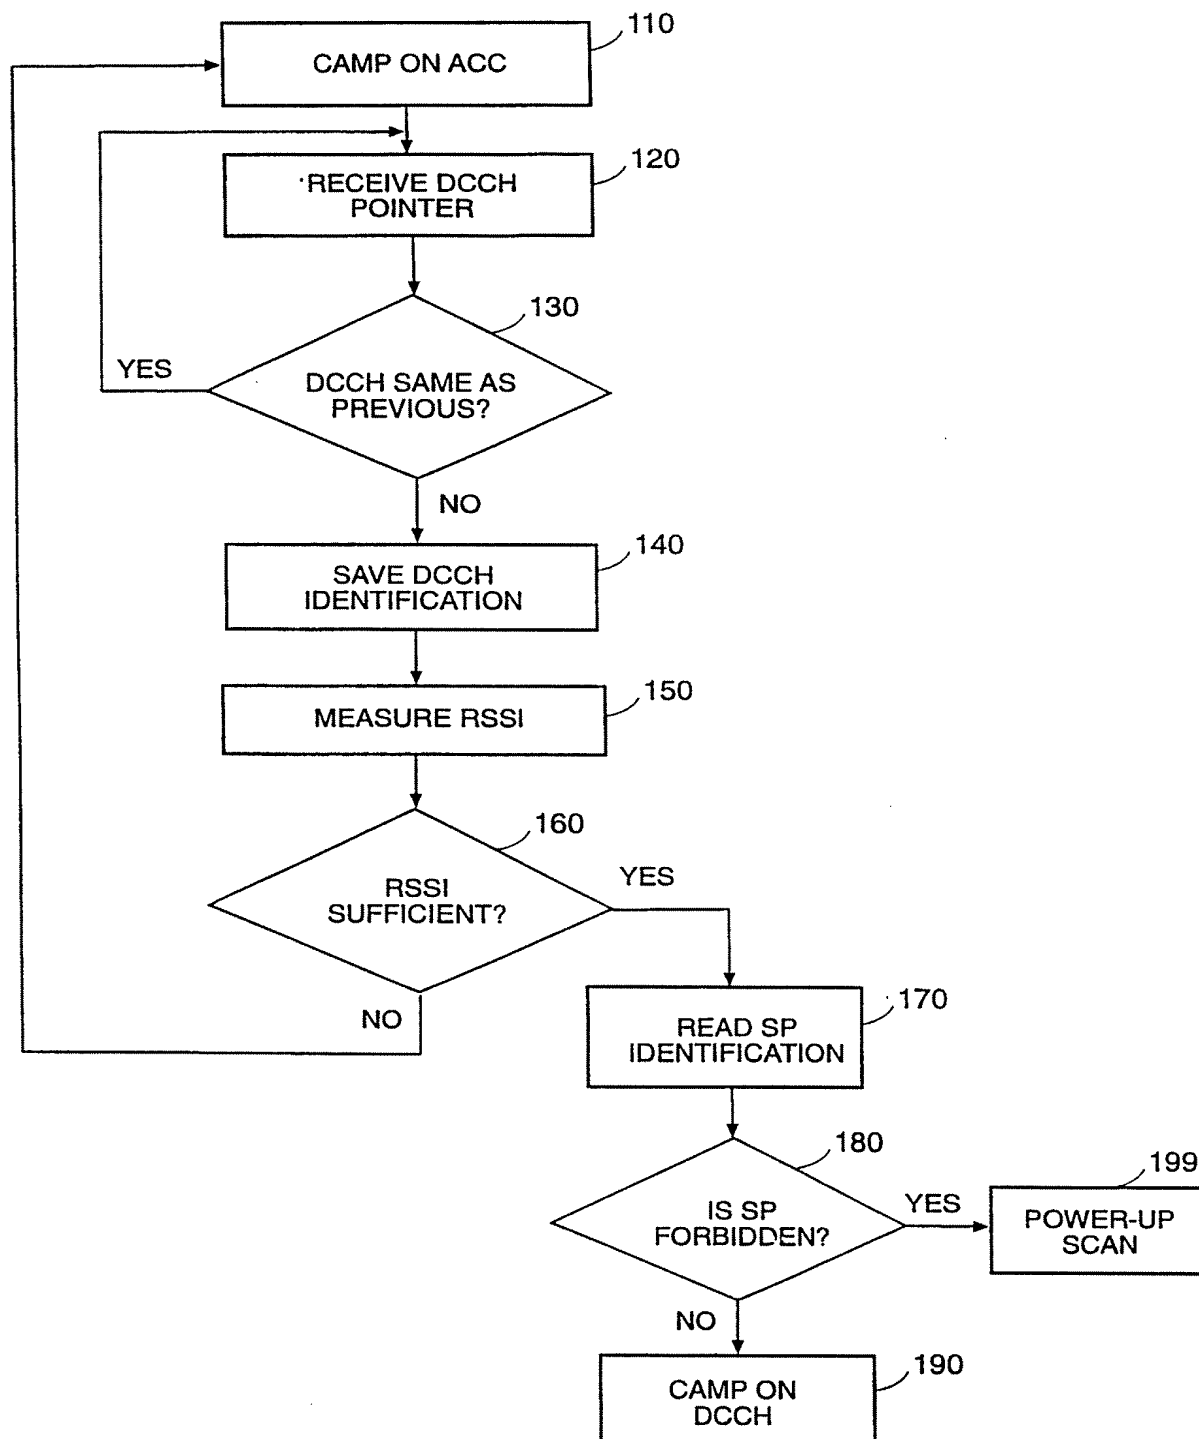 110
CAMP ON ACC
120
RECEIVE DCCH
POINTER
130
YES
DCCH SAME AS
PREVIOUS?
NO
140
SAVE DCCH
IDENTIFICATION
150
MEASURE RSSI
160
RSSI
SUFFICIENT?
YES
NO
170
READ SP
IDENTIFICATION
180
IS SP
FORBIDDEN?
YES
199
POWER-UP
SCAN
NO
190
CAMP ON
DCCH